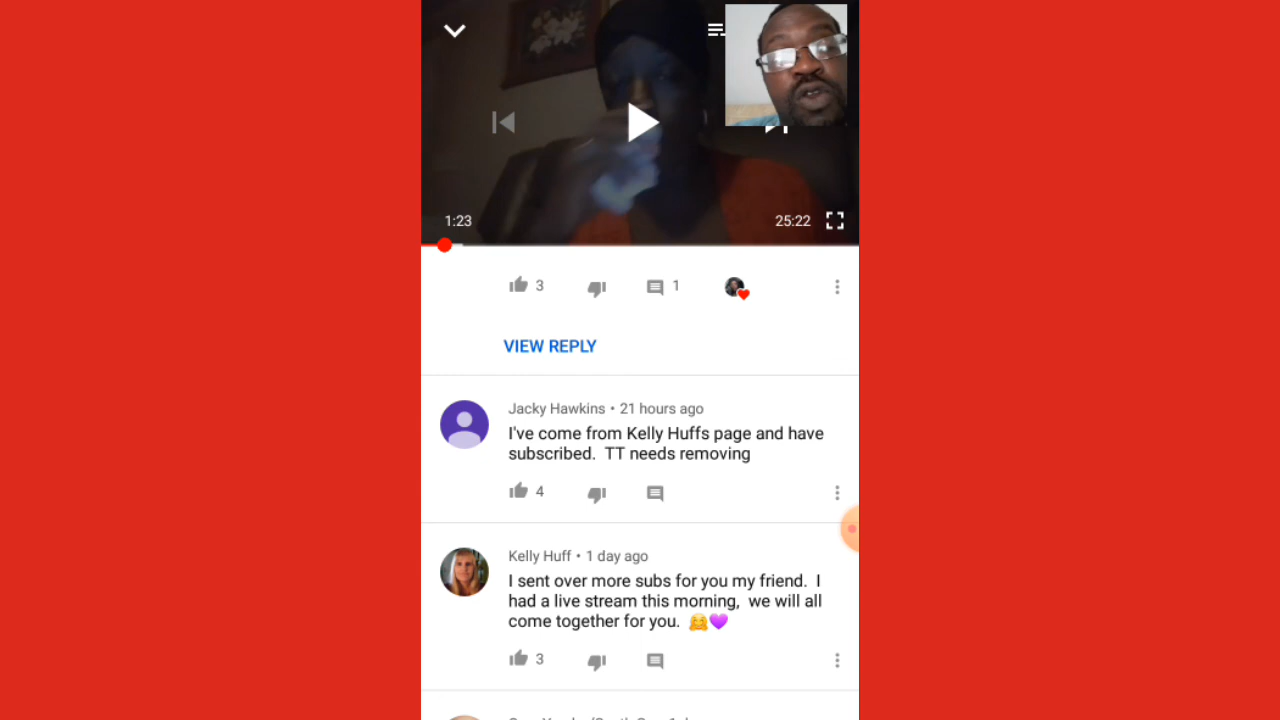 1:23
25:22
3
1
VIEW REPLY
Jacky Hawkins • 21 hours ago
I've come from Kelly Huffs page and have
subscribed.  TT needs removing
4
Kelly Huff • 1 day ago
I sent over more subs for you my friend.  I
had a live stream this morning,  we will all
come together for you.  🤗💜
3